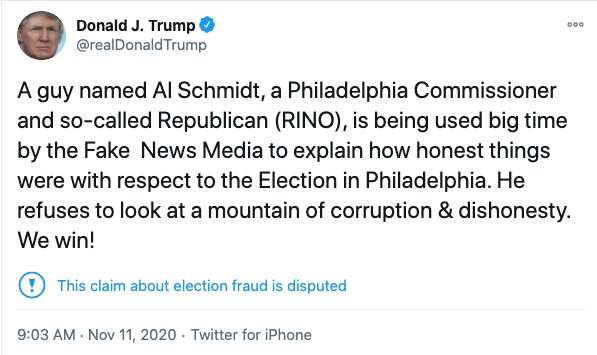 Donald J. Trump
@realDonaldTrump
A guy named Al Schmidt, a Philadelphia Commissioner
and so-called Republican (RINO), is being used big time
by the Fake  News Media to explain how honest things
were with respect to the Election in Philadelphia. He
refuses to look at a mountain of corruption & dishonesty.
We win!
This claim about election fraud is disputed
9:03 AM · Nov 11, 2020 · Twitter for iPhone